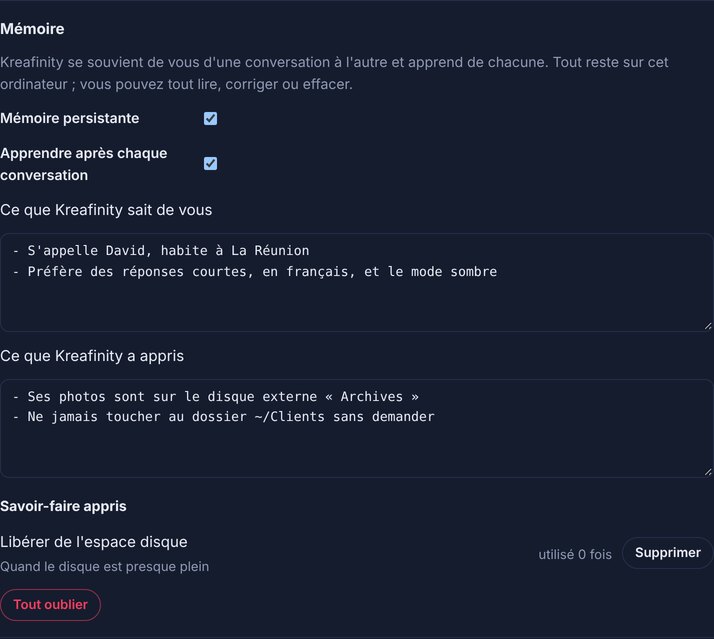 Mémoire
Kreafinity se souvient de vous d'une conversation à l'autre et apprend de chacune. Tout reste sur cet
ordinateur ; vous pouvez tout lire, corriger ou effacer.
Mémoire persistante
Apprendre après chaque
conversation
Ce que Kreafinity sait de vous
- S'appelle David, habite à La Réunion
- Préfère des réponses courtes, en français, et le mode sombre
Ce que Kreafinity a appris
- Ses photos sont sur le disque externe « Archives »
- Ne jamais toucher au dossier ~/Clients sans demander
Savoir-faire appris
Libérer de l'espace disque
Quand le disque est presque plein
utilisé 0 fois
Supprimer
Tout oublier